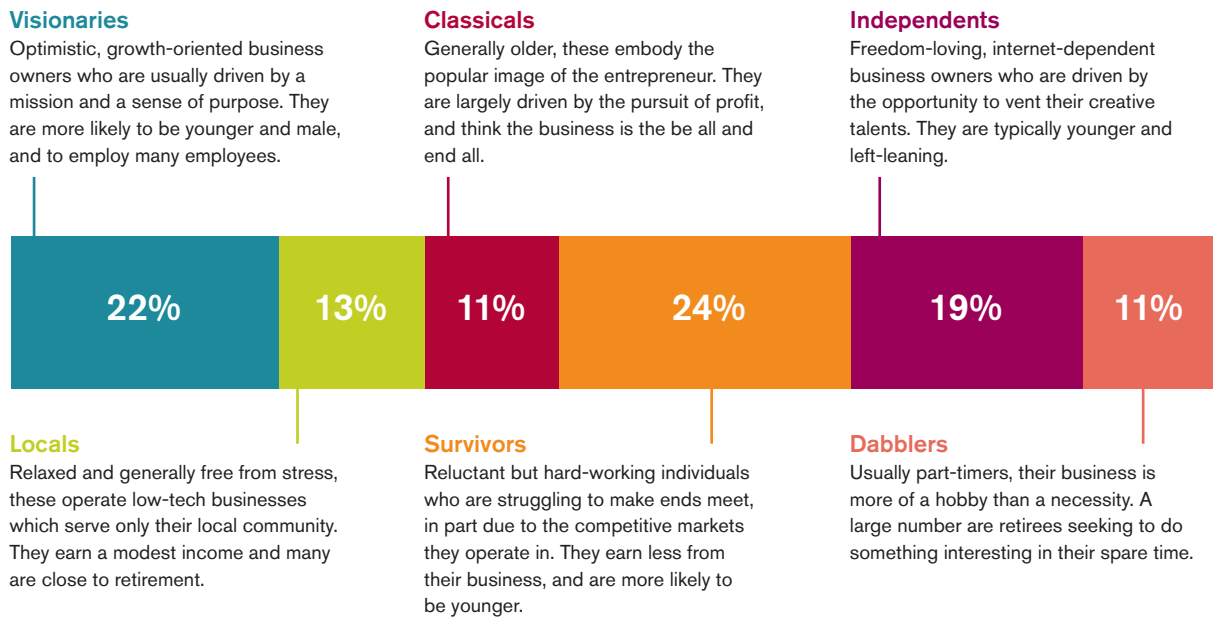 Visionaries
Optimistic, growth-oriented business
owners who are usually driven by a
mission and a sense of purpose. They
are more likely to be younger and male,
and to employ many employees.
Classicals
Generally older, these embody the
popular image of the entrepreneur. They
are largely driven by the pursuit of profit,
and think the business is the be all and
end all.
Independents
Freedom-loving, internet-dependent
business owners who are driven by
the opportunity to vent their creative
talents. They are typically younger and
left-leaning.
22%
13%
11%
24%
19%
11%
Locals
Relaxed and generally free from stress,
these operate low-tech businesses
which serve only their local community.
They earn a modest income and many
are close to retirement.
Survivors
Reluctant but hard-working individuals
who are struggling to make ends meet,
in part due to the competitive markets
they operate in. They earn less from
their business, and are more likely to
be younger.
Dabblers
Usually part-timers, their business is
more of a hobby than a necessity. A
large number are retirees seeking to do
something interesting in their spare time.